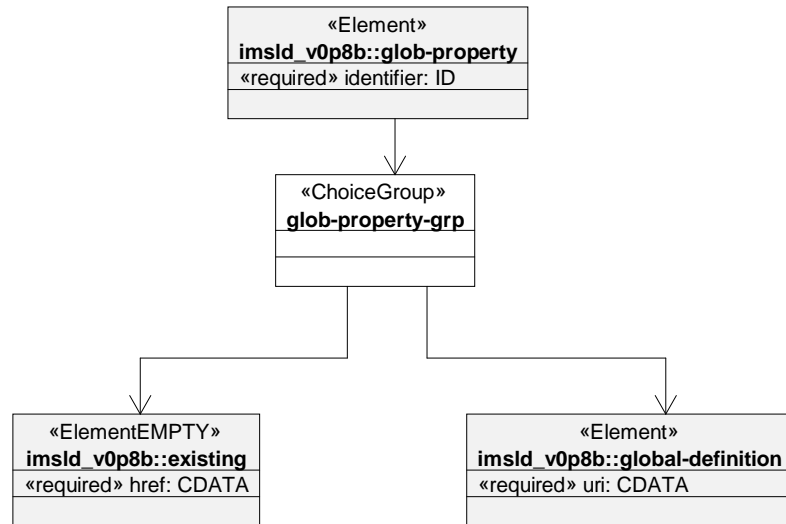 «Element»
imsld_v0p8b::glob-property
«required» identifier: ID
«ChoiceGroup»
glob-property-grp
«ElementEMPTY»
imsld_v0p8b::existing
«required» href: CDATA
«Element»
imsld_v0p8b::global-definition
«required» uri: CDATA